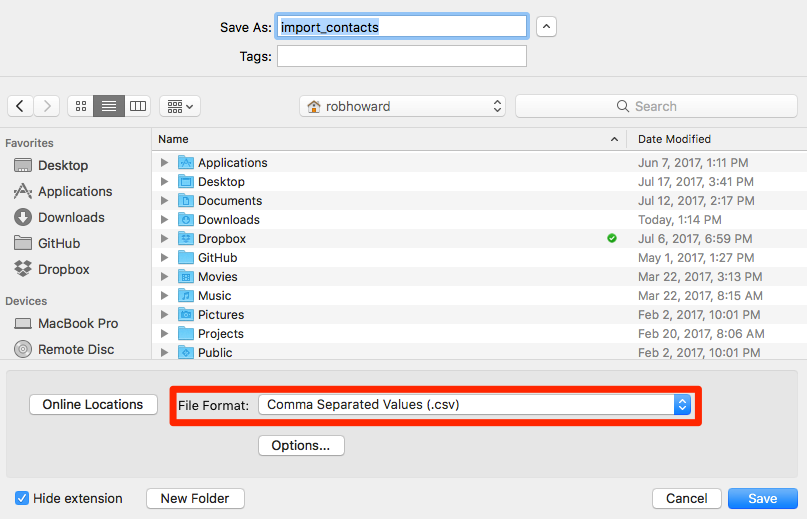 Save As: import_contacts
Tags:
robhoward
Search
Favorites
Desktop
Applications
Downloads
GitHub
Dropbox
Devices
MacBook Pro
Remote Disc
Name Date Modified
Applications Jun 7, 2017, 1:11 PM
Desktop Jul 17, 2017, 3:41 PM
Documents Jul 12, 2017, 2:17 PM
Downloads Today, 1:14 PM
Dropbox Jul 6, 2017, 6:59 PM
GitHub May 1, 2017, 1:27 PM
Movies Mar 22, 2017, 3:13 PM
Music Mar 22, 2017, 8:15 AM
Pictures Feb 2, 2017, 10:01 PM
Projects Feb 20, 2017, 8:06 AM
Public Feb 2, 2017, 10:01 PM
Online Locations
File Format: Comma Separated Values (.csv)
Options...
Hide extension
New Folder
Cancel
Save